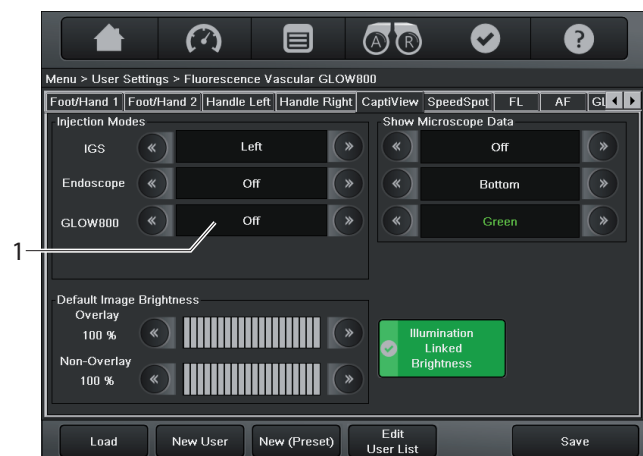 A R ?
Menu > User Settings > Fluorescence Vascular GLOW800
Foot/Hand 1 Foot/Hand 2 Handle Left Handle Right CaptiView SpeedSpot FL AF
Injection Modes
IGS Left
Endoscope Off
GLOW800 Off
1
Show Microscope Data
Off
Bottom
Green
Default Image Brightness
Overlay
100 %
Non-Overlay
100 %
Illumination
Linked
Brightness
Load New User New (Preset) Edit
User List Save